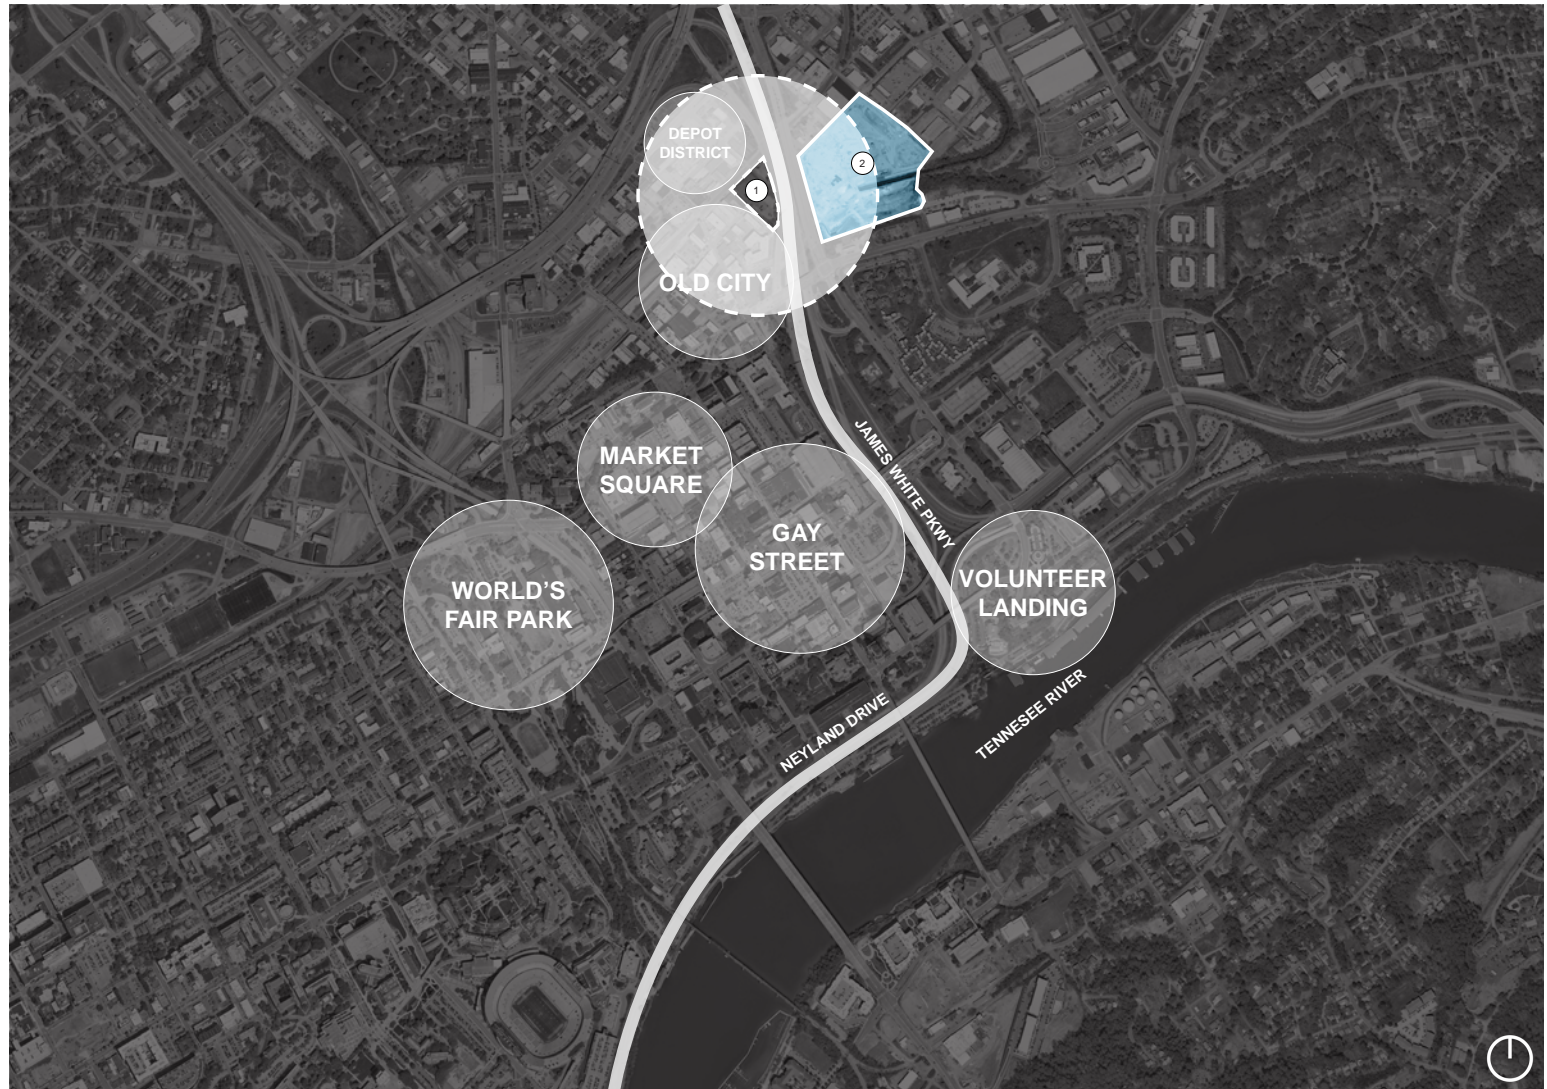 DEPOT
DISTRICT
2
1
OLD CITY
MARKET
SQUARE
JAMES WHITE PKWY
GAY
STREET
VOLUNTEER
LANDING
WORLD’S
FAIR PARK
NEYLAND DRIVE
TENNESEE RIVER